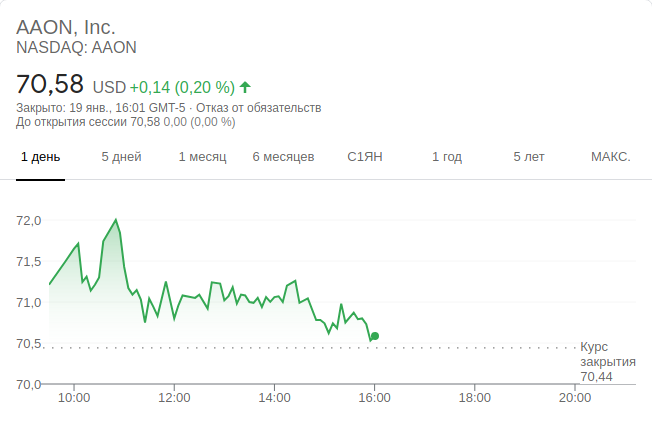 AAON, Inc.
NASDAQ: AAON
70,58 USD +0,14 (0,20 %)
Закрыто: 19 янв., 16:01 GMT-5 · Отказ от обязательств
До открытия сессии 70,58 0,00 (0,00 %)
1 день 5 дней 1 месяц 6 месяцев С1ЯН 1 год 5 лет МАКС.
72,0
71,5
71,0
70,5
70,0
Курс
закрытия
70,44
10:00 12:00 14:00 16:00 18:00 20:00